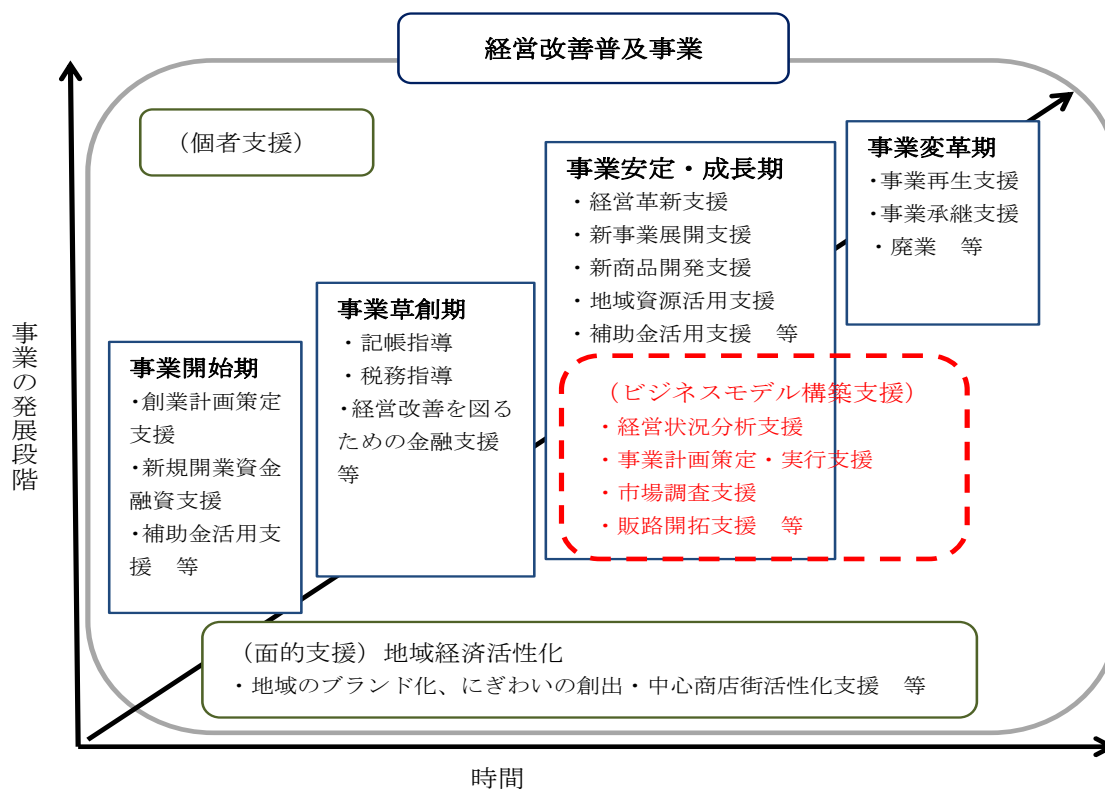 経営改善普及事業
(個者支援)
事業開始期
・創業計画策定
支援
・新規開業資金
融資支援
・補助金活用支
援　等
事業草創期
・記帳指導
・税務指導
・経営改善を図る
ための金融支援
等
事業安定・成長期
・経営革新支援
・新事業展開支援
・新商品開発支援
・地域資源活用支援
・補助金活用支援　等
(ビジネスモデル構築支援)
・経営状況分析支援
・事業計画策定・実行支援
・市場調査支援
・販路開拓支援　等
事業変革期
・事業再生支援
・事業承継支援
・廃業　等
(面的支援) 地域経済活性化
・地域のブランド化、にぎわいの創出・中心商店街活性化支援　等
事業の発展段階
時間